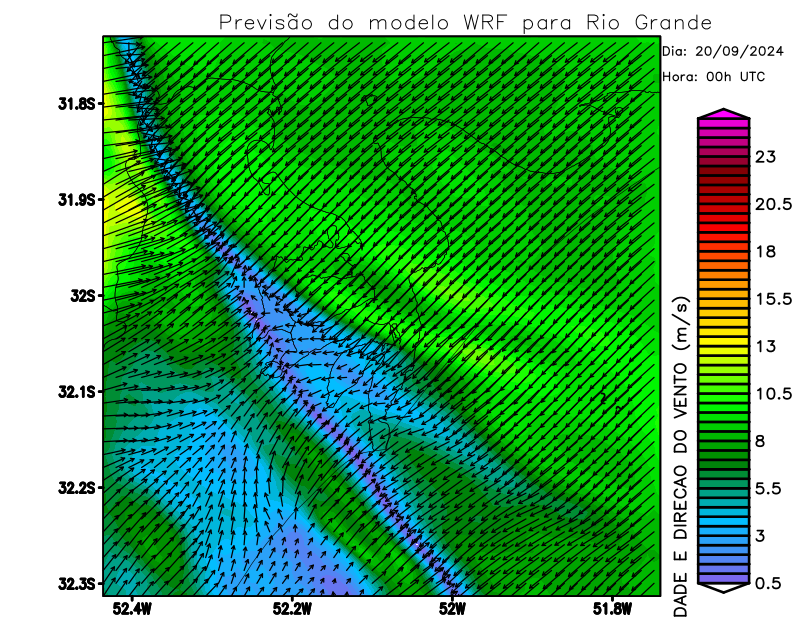 Previsão do modelo WRF para Rio Grande
Dia: 20/09/2024
Hora: 00h UTC
31.8S
31.9S
32S
32.1S
32.2S
32.3S
52.4W
52.2W
52W
51.8W
23
20.5
18
15.5
13
10.5
8
5.5
3
0.5
DADE E DIRECAO DO VENTO (m/s)